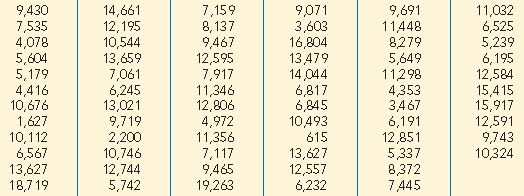 9,430 14,661 7,159 9,071 9,691 11,032
7,535 12,195 8,137 3,603 11,448 6,525
4,078 10,544 9,467 16,804 8,279 5,239
5,604 13,659 12,595 13,479 5,649 6,195
5,179 7,061 7,917 14,044 11,298 12,584
4,416 6,245 11,346 6,817 4,353 15,415
10,676 13,021 12,806 6,845 3,467 15,917
1,627 9,719 4,972 10,493 6,191 12,591
10,112 2,200 11,356 615 12,851 9,743
6,567 10,746 7,117 13,627 5,337 10,324
13,627 12,744 9,465 12,557 8,372
18,719 5,742 19,263 6,232 7,445